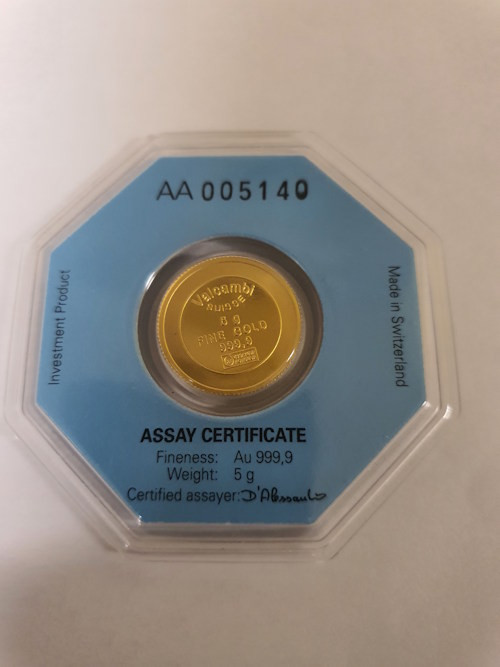 AA 005140
Investment Product
Made in Switzerland
Valcambi
SUISSE
5 g
FINE GOLD
999,9
ASSAY CERTIFICATE
Fineness: Au 999,9
Weight: 5 g
Certified assayer: D'Alessandro